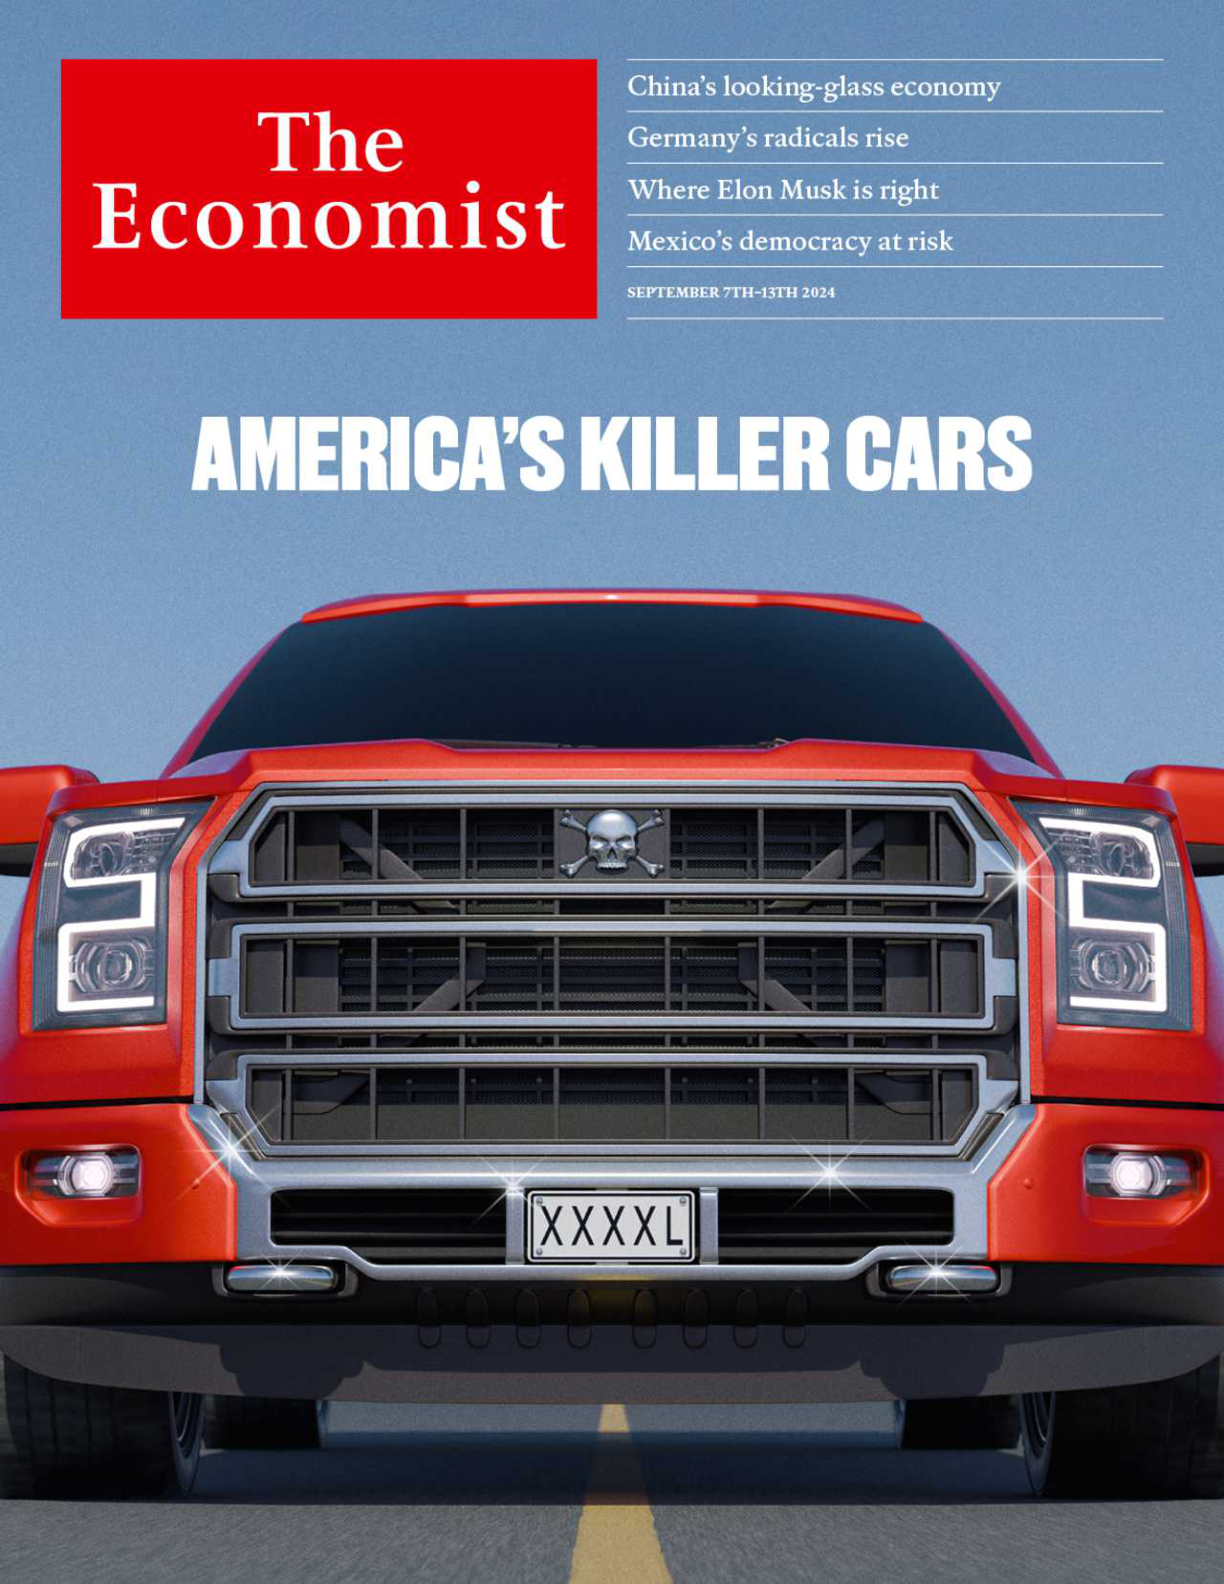 The
Economist
China’s looking-glass economy
Germany’s radicals rise
Where Elon Musk is right
Mexico’s democracy at risk
SEPTEMBER 7TH–13TH 2024
AMERICA’S KILLER CARS
XXXXL